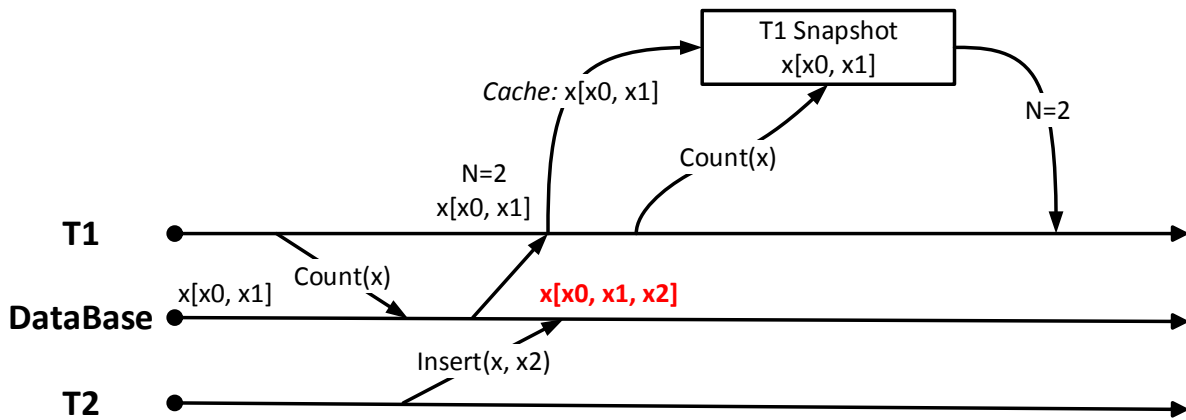 T1 Snapshot
x[x0, x1]
Cache: x[x0, x1]
N=2
Count(x)
N=2
x[x0, x1]
T1
Count(x)
x[x0, x1]
x[x0, x1, x2]
DataBase
Insert(x, x2)
T2